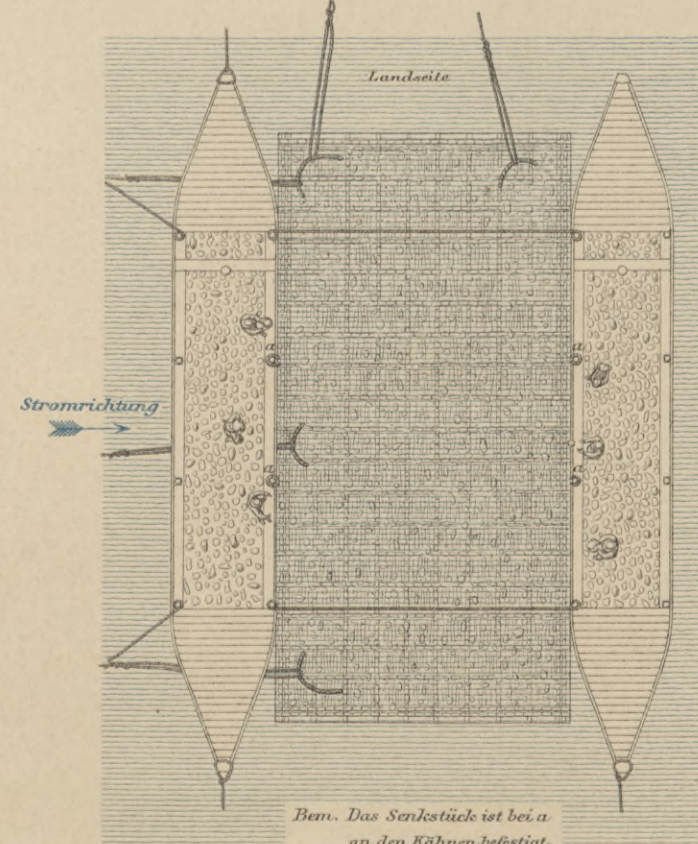 Landseite
Stromrichtung
Bem. Das Senkstück ist bei a
an den Kähnen befestigt.